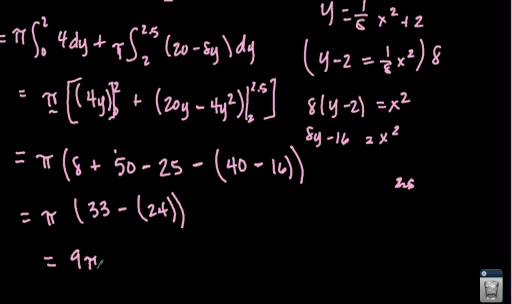 y = 1/8 x² + 2
= π∫₀² 4dy + π∫₂^2.5 (20 - 8y) dy
(y - 2 = 1/8 x²) 8
= π [(4y)]₀² + (20y - 4y²)|₂^2.5]
8(y - 2) = x²
8y - 16 = x²
= π (8 + 50 - 25 - (40 - 16))
= π (33 - (24))
= 9π